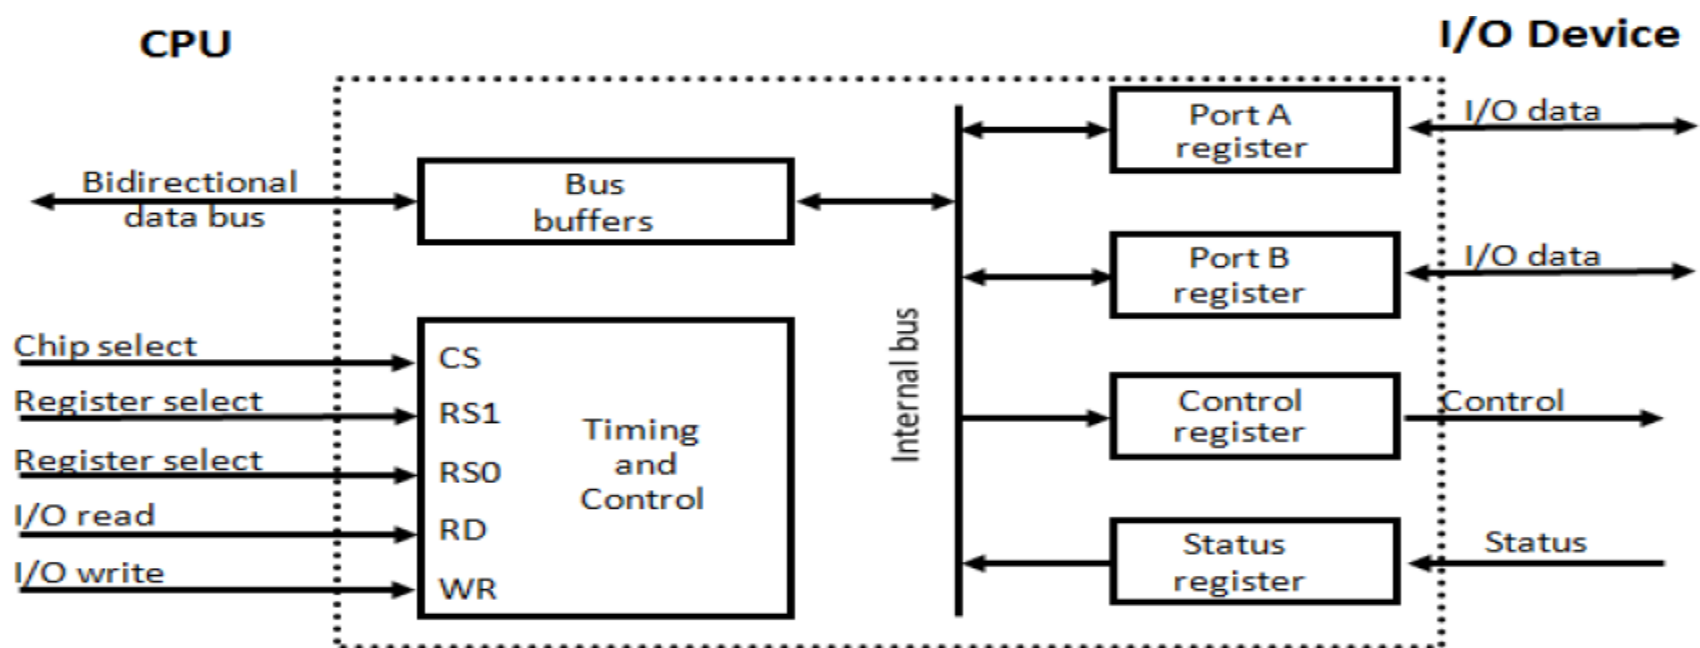 CPU
I/O Device
Bidirectional
data bus
Bus
buffers
Chip select
Register select
Register select
I/O read
I/O write
CS
RS1
RS0
RD
WR
Timing
and
Control
Internal bus
Port A
register
I/O data
Port B
register
I/O data
Control
register
Control
Status
register
Status